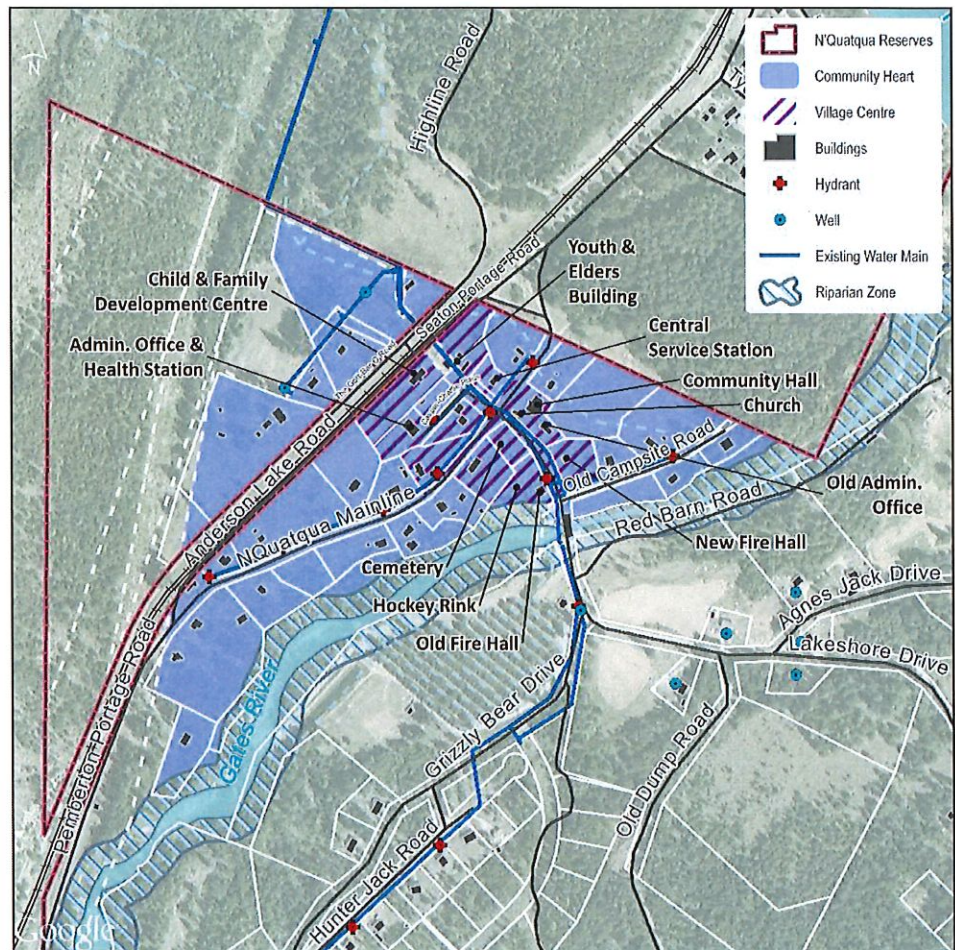 N
Highline Road
Ty
N'Quatqua Reserves
Community Heart
Village Centre
Buildings
Hydrant
Well
Existing Water Main
Riparian Zone
Child & Family
Development Centre
Admin. Office &
Health Station
Seaton Portage Road
Youth &
Elders
Building
Central
Service Station
Community Hall
Church
Anderson Lake Road
NQuatqua Mainline
Old Campsite Road
Red Barn Road
Old Admin.
Office
New Fire Hall
Cemetery
Hockey Rink
Old Fire Hall
Agnes Jack Drive
Lakeshore Drive
Pemberton Portage Road
Gates River
Grizzly Bear Drive
Old Dump Road
Hunter Jack Road
Google